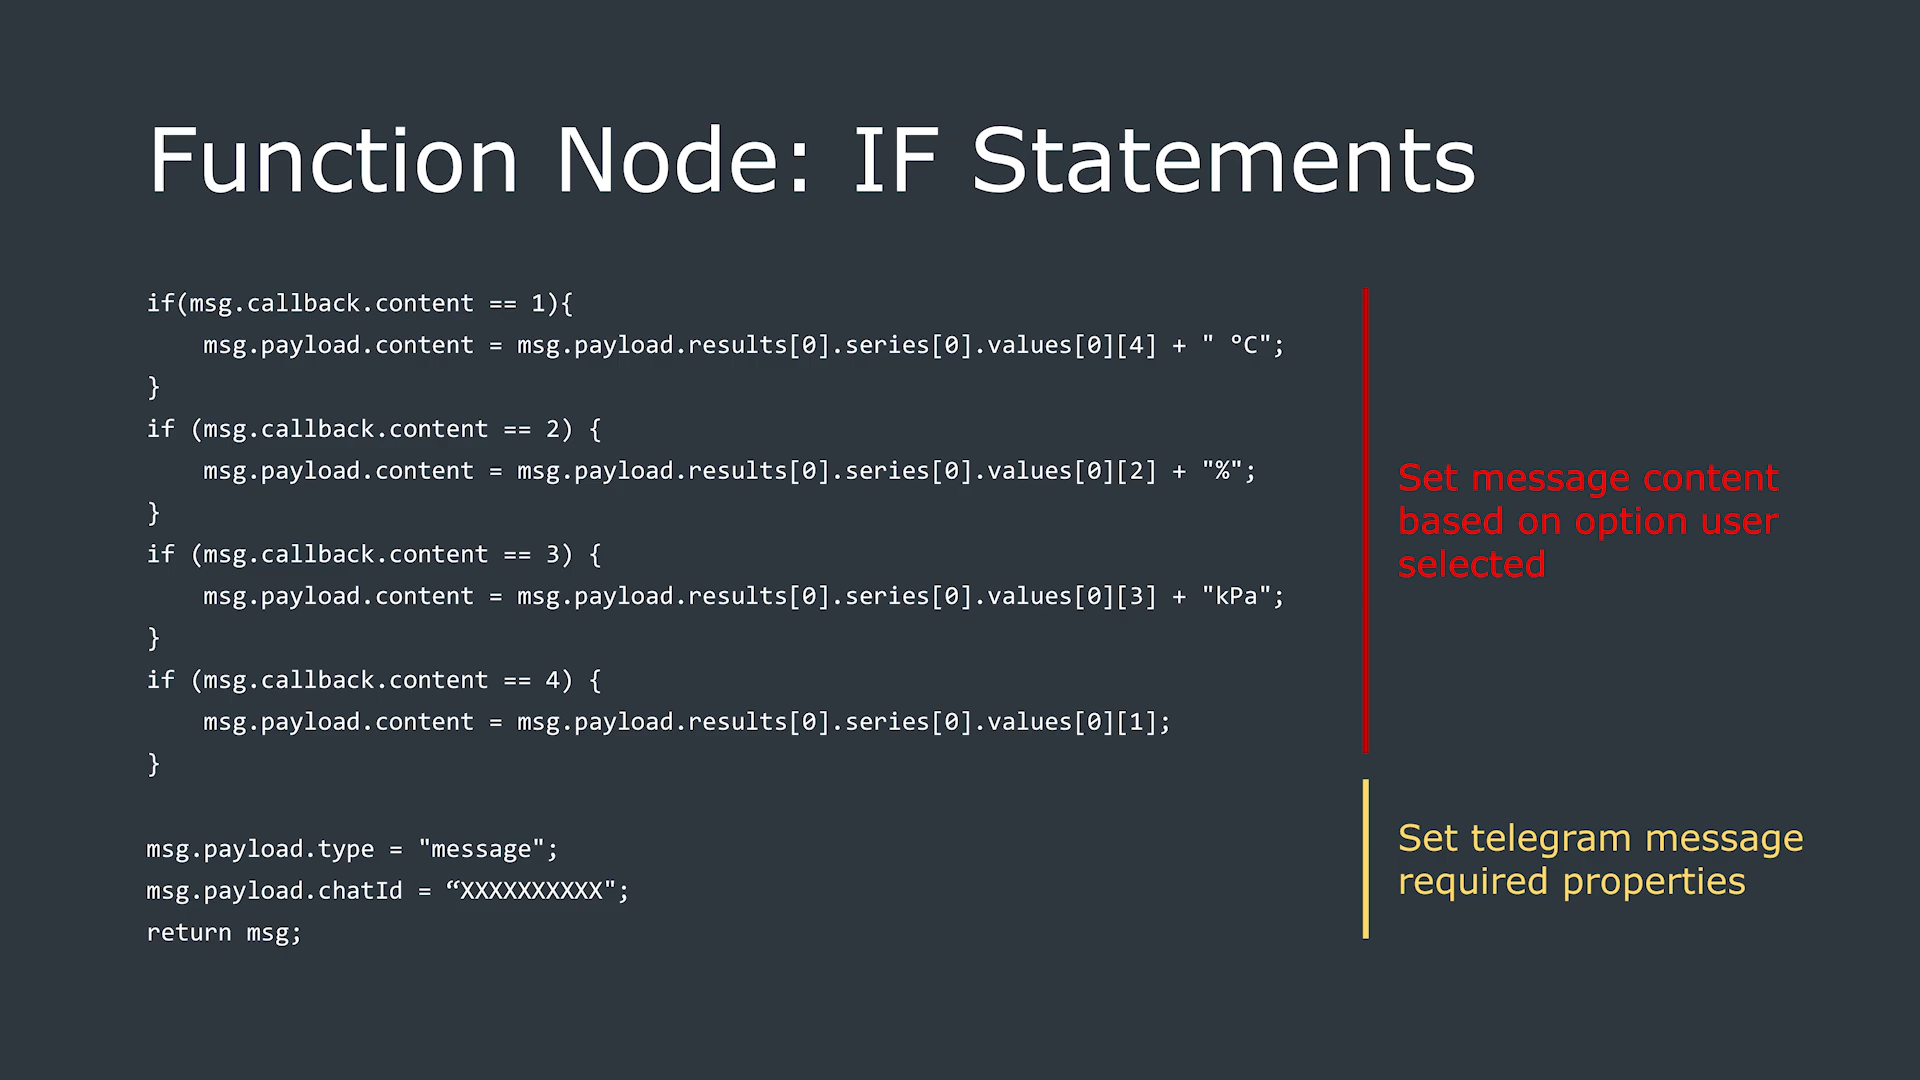 Function Node: IF Statements
if(msg.callback.content == 1){
    msg.payload.content = msg.payload.results[0].series[0].values[0][4] + " °C";
}
if (msg.callback.content == 2) {
    msg.payload.content = msg.payload.results[0].series[0].values[0][2] + "%";
}
if (msg.callback.content == 3) {
    msg.payload.content = msg.payload.results[0].series[0].values[0][3] + "kPa";
}
if (msg.callback.content == 4) {
    msg.payload.content = msg.payload.results[0].series[0].values[0][1];
}
msg.payload.type = "message";
msg.payload.chatId = “XXXXXXXXXX";
return msg;
Set message content
based on option user
selected
Set telegram message
required properties